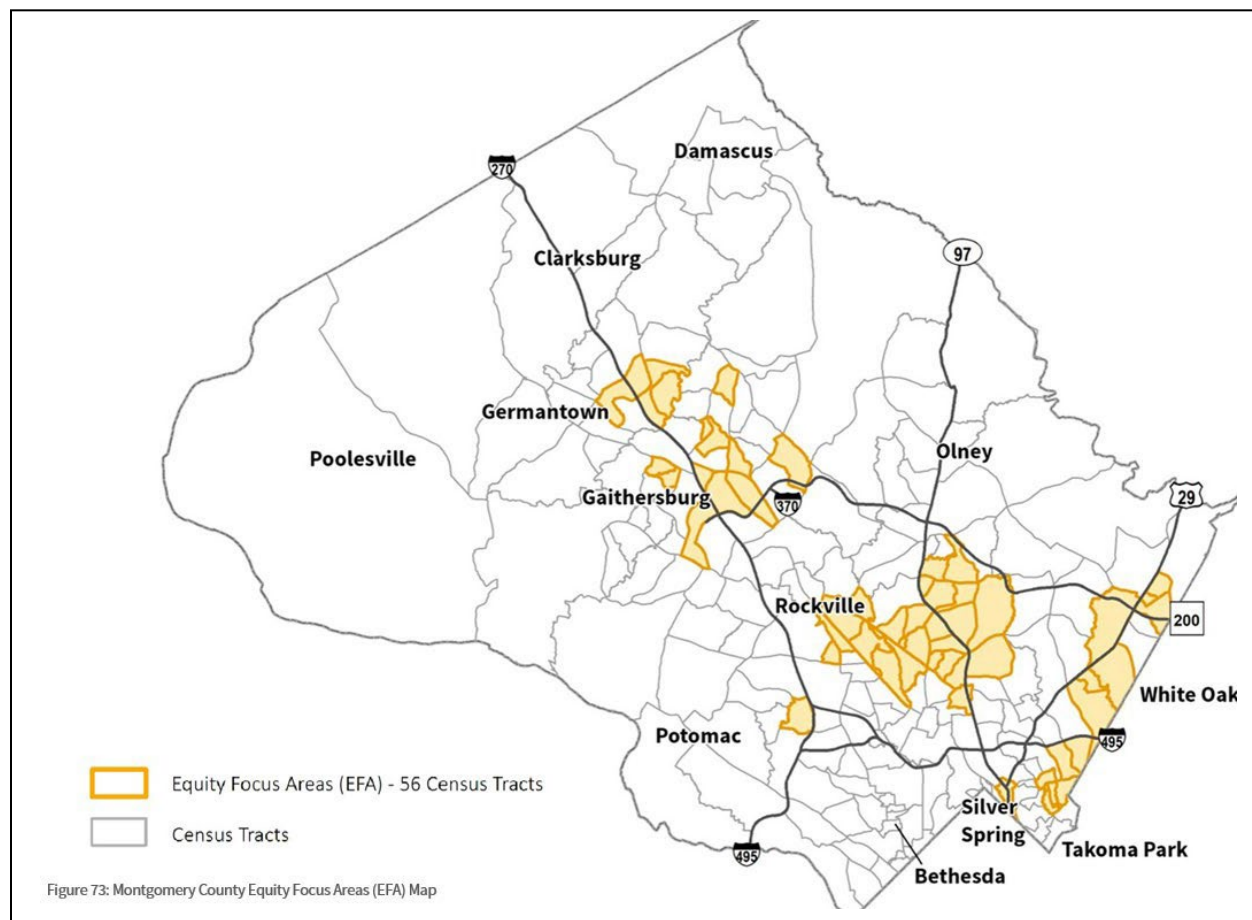 Damascus
270
Clarksburg
97
Germantown
Olney
Poolesville
29
Gaithersburg
370
Rockville
200
White Oak
Potomac
495
Equity Focus Areas (EFA) - 56 Census Tracts
Silver
Spring
Census Tracts
Takoma Park
495
Bethesda
Figure 73: Montgomery County Equity Focus Areas (EFA) Map